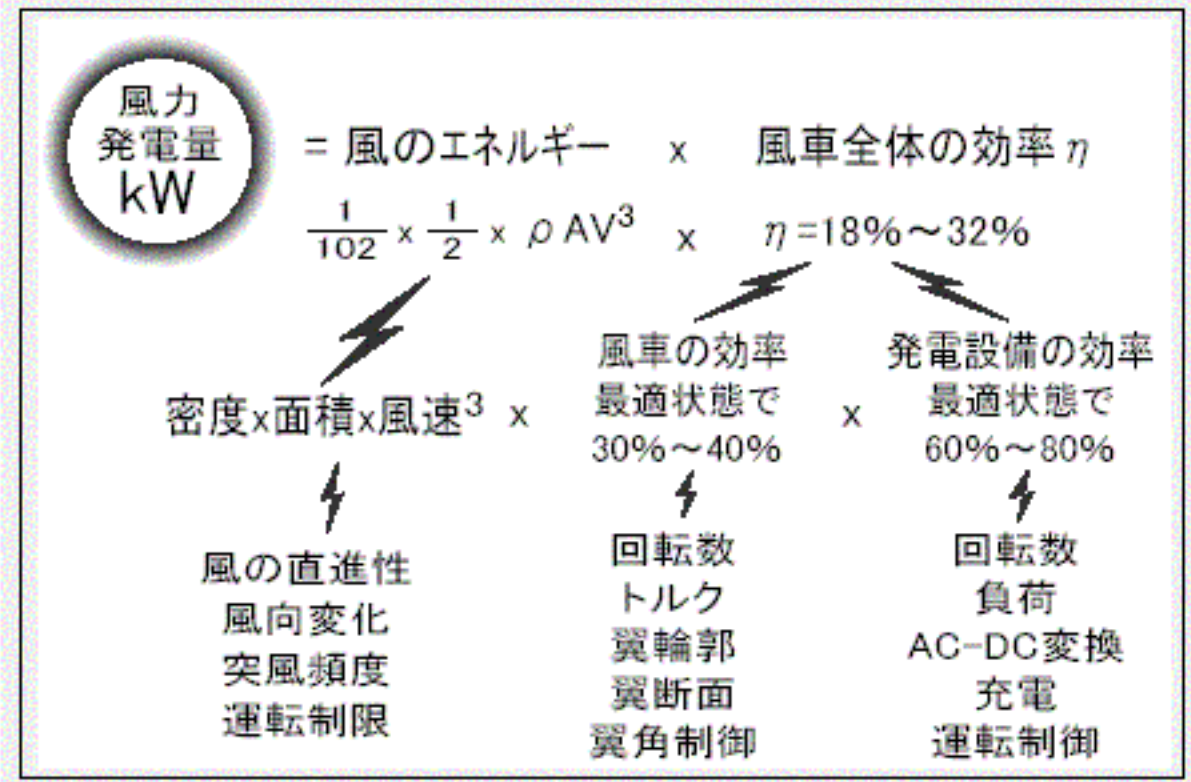 風力
発電量
kW
= 風のエネルギー x 風車全体の効率 η
1/102 x 1/2 x ρ AV³ x η=18%～32%
風車の効率
最適状態で
30%～40%
発電設備の効率
最適状態で
60%～80%
密度x面積x風速³ x x
風の直進性
風向変化
突風頻度
運転制限
回転数
トルク
翼輪郭
翼断面
翼角制御
回転数
負荷
AC-DC変換
充電
運転制御